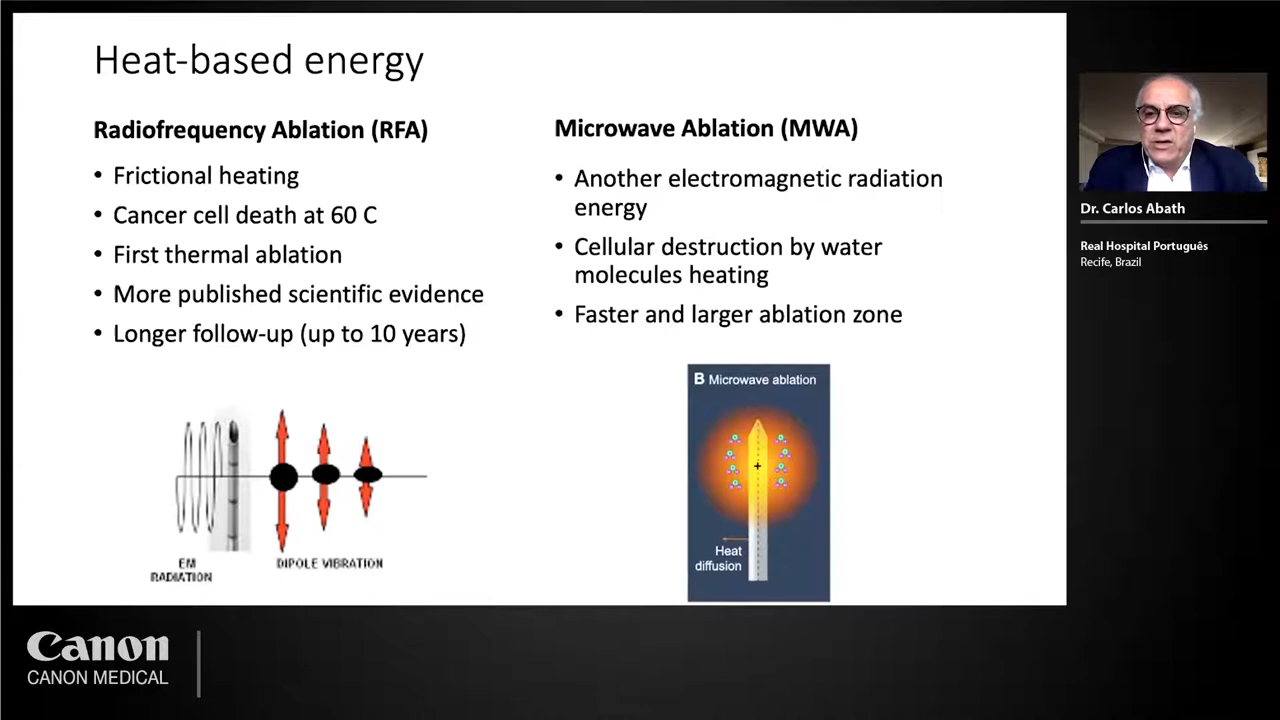 Heat-based energy
Radiofrequency Ablation (RFA)
• Frictional heating
• Cancer cell death at 60 C
• First thermal ablation
• More published scientific evidence
• Longer follow-up (up to 10 years)
EM
RADIATION
DIPOLE VIBRATION
Microwave Ablation (MWA)
• Another electromagnetic radiation
energy
• Cellular destruction by water
molecules heating
• Faster and larger ablation zone
B Microwave ablation
+
Heat
diffusion
Dr. Carlos Abath
Real Hospital Português
Recife, Brazil
Canon
CANON MEDICAL